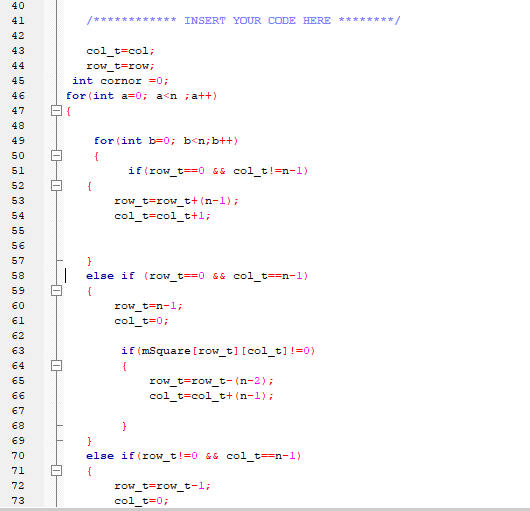 40
41 /************ INSERT YOUR CODE HERE ********/
42
43 col_t=col;
44 row_t=row;
45 int cornor =0;
46 for(int a=0; a<n ;a++)
47 {
48
49 for(int b=0; b<n;b++)
50 {
51 if(row_t==0 && col_t!=n-1)
52 {
53 row_t=row_t+(n-1);
54 col_t=col_t+1;
55
56
57 }
58 else if (row_t==0 && col_t==n-1)
59 {
60 row_t=n-1;
61 col_t=0;
62
63 if(mSquare[row_t][col_t]!=0)
64 {
65 row_t=row_t-(n-2);
66 col_t=col_t+(n-1);
67
68 }
69 }
70 else if(row_t!=0 && col_t==n-1)
71 {
72 row_t=row_t-1;
73 col_t=0;